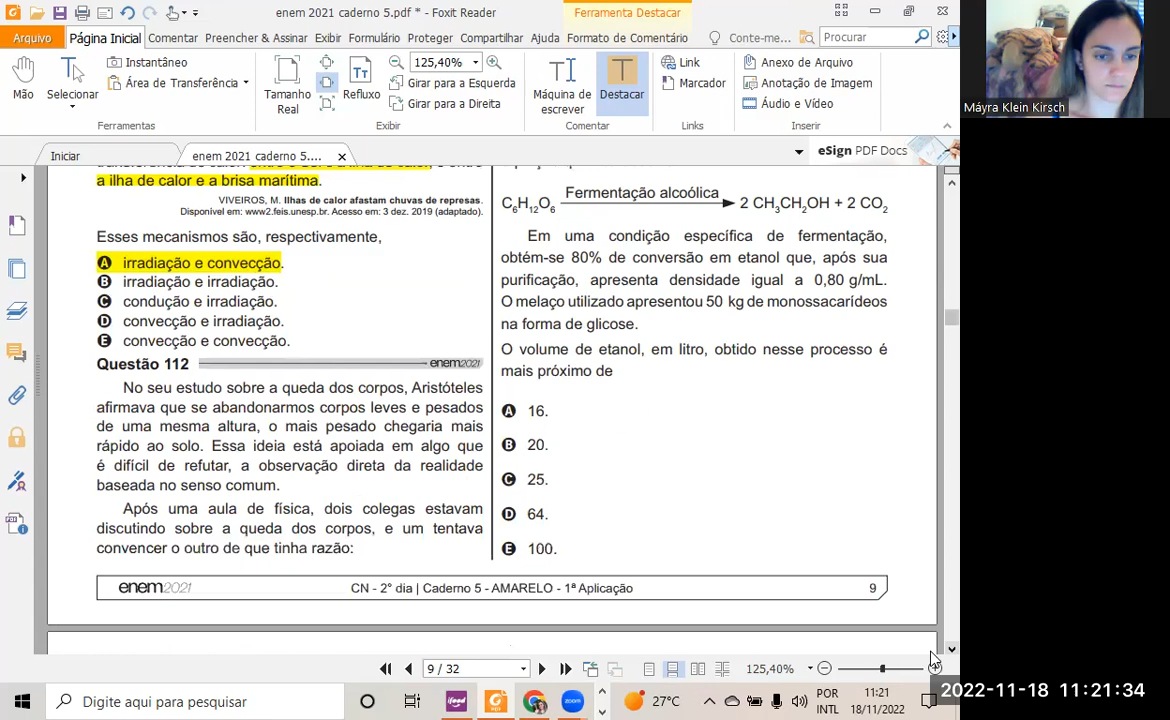 enem 2021 caderno 5.pdf * - Foxit Reader
Ferramenta Destacar
Arquivo
Página Inicial
Comentar
Preencher & Assinar
Exibir
Formulário
Proteger
Compartilhar
Ajuda
Formato de Comentário
Conte-me...
Procurar
Mão
Selecionar
Instantâneo
Área de Transferência
Ferramentas
Tamanho Real
Refluxo
125,40%
Girar para a Esquerda
Girar para a Direita
Exibir
Máquina de escrever
Destacar
Comentar
Link
Marcador
Links
Anexo de Arquivo
Anotação de Imagem
Áudio e Vídeo
Inserir
Máyra Klein Kirsch
Iniciar
enem 2021 caderno 5....
eSign PDF Docs
a ilha de calor e a brisa marítima.
VIVEIROS, M. Ilhas de calor afastam chuvas de represas.
Disponível em: www2.feis.unesp.br. Acesso em: 3 dez. 2019 (adaptado).
Esses mecanismos são, respectivamente,
A irradiação e convecção.
B irradiação e irradiação.
C condução e irradiação.
D convecção e irradiação.
E convecção e convecção.
Questão 112
enem2021
No seu estudo sobre a queda dos corpos, Aristóteles
afirmava que se abandonarmos corpos leves e pesados
de uma mesma altura, o mais pesado chegaria mais
rápido ao solo. Essa ideia está apoiada em algo que
é difícil de refutar, a observação direta da realidade
baseada no senso comum.
Após uma aula de física, dois colegas estavam
discutindo sobre a queda dos corpos, e um tentava
convencer o outro de que tinha razão:
Fermentação alcoólica
C6H12O6 → 2 CH3CH2OH + 2 CO2
Em uma condição específica de fermentação,
obtém-se 80% de conversão em etanol que, após sua
purificação, apresenta densidade igual a 0,80 g/mL.
O melaço utilizado apresentou 50 kg de monossacarídeos
na forma de glicose.
O volume de etanol, em litro, obtido nesse processo é
mais próximo de
A 16.
B 20.
C 25.
D 64.
E 100.
enem2021
CN - 2° dia | Caderno 5 - AMARELO - 1ª Aplicação
9
9 / 32
125,40%
Digite aqui para pesquisar
27°C
POR
INTL
11:21
18/11/2022
2022-11-18 11:21:34